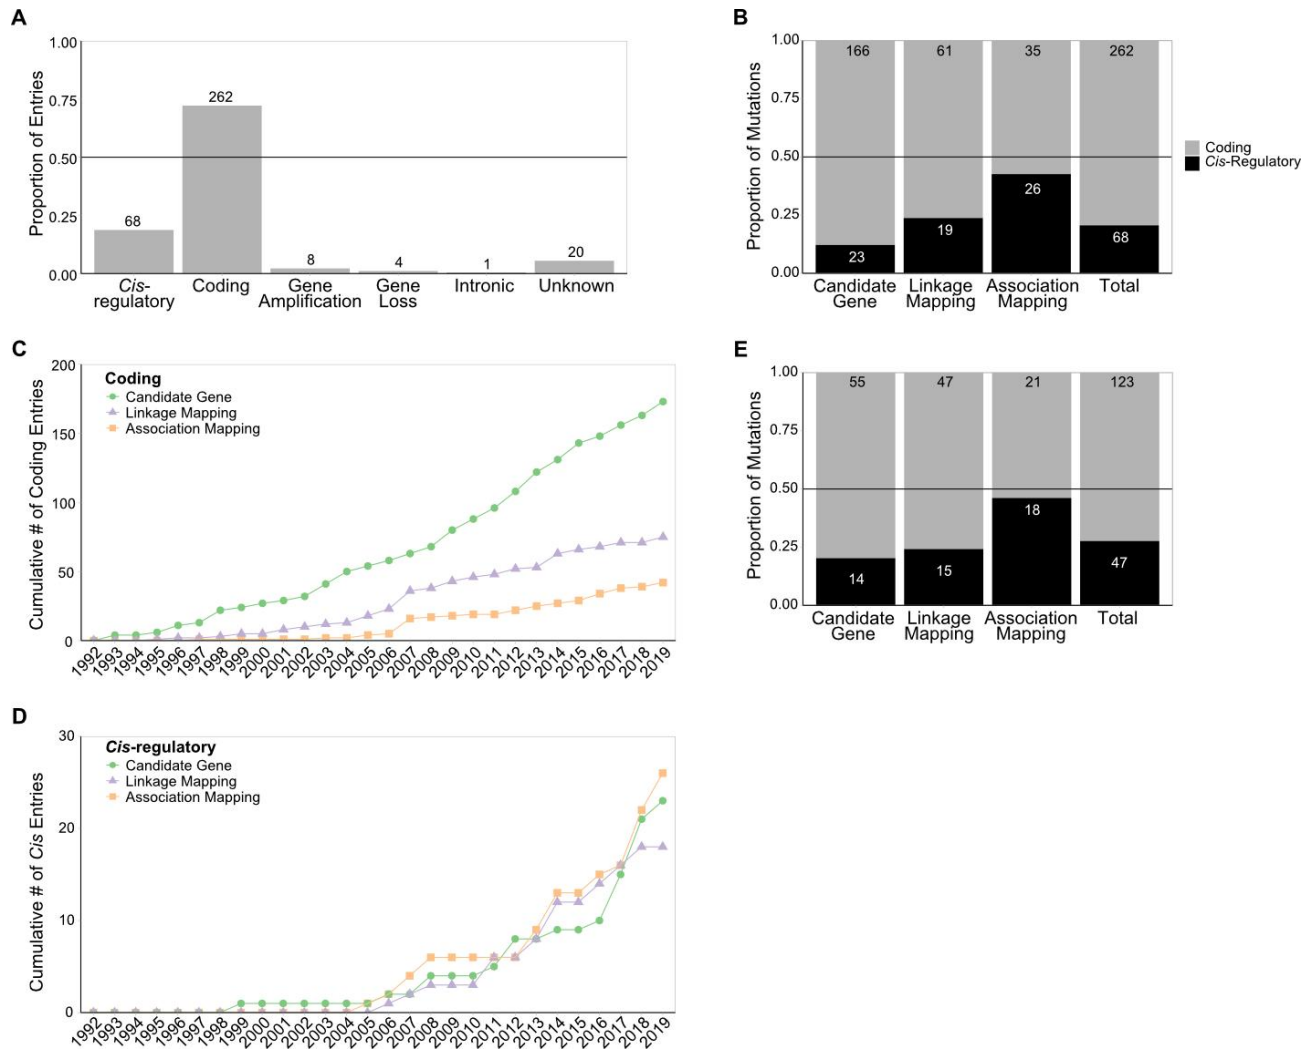 A
1.00
0.75
0.50
0.25
0.00
Proportion of Entries
68
262
8
4
1
20
Cis-
regulatory
Coding
Gene
Amplification
Gene
Loss
Intronic
Unknown
B
1.00
0.75
0.50
0.25
0.00
Proportion of Mutations
166
61
35
262
23
19
26
68
Candidate
Gene
Linkage
Mapping
Association
Mapping
Total
Coding
Cis-Regulatory
C
200
150
100
50
0
Cumulative # of Coding Entries
Coding
Candidate Gene
Linkage Mapping
Association Mapping
1992
1993
1994
1995
1996
1997
1998
1999
2000
2001
2002
2003
2004
2005
2006
2007
2008
2009
2010
2011
2012
2013
2014
2015
2016
2017
2018
2019
E
1.00
0.75
0.50
0.25
0.00
Proportion of Mutations
55
47
21
123
14
15
18
47
Candidate
Gene
Linkage
Mapping
Association
Mapping
Total
D
30
20
10
0
Cumulative # of Cis Entries
Cis-regulatory
Candidate Gene
Linkage Mapping
Association Mapping
1992
1993
1994
1995
1996
1997
1998
1999
2000
2001
2002
2003
2004
2005
2006
2007
2008
2009
2010
2011
2012
2013
2014
2015
2016
2017
2018
2019